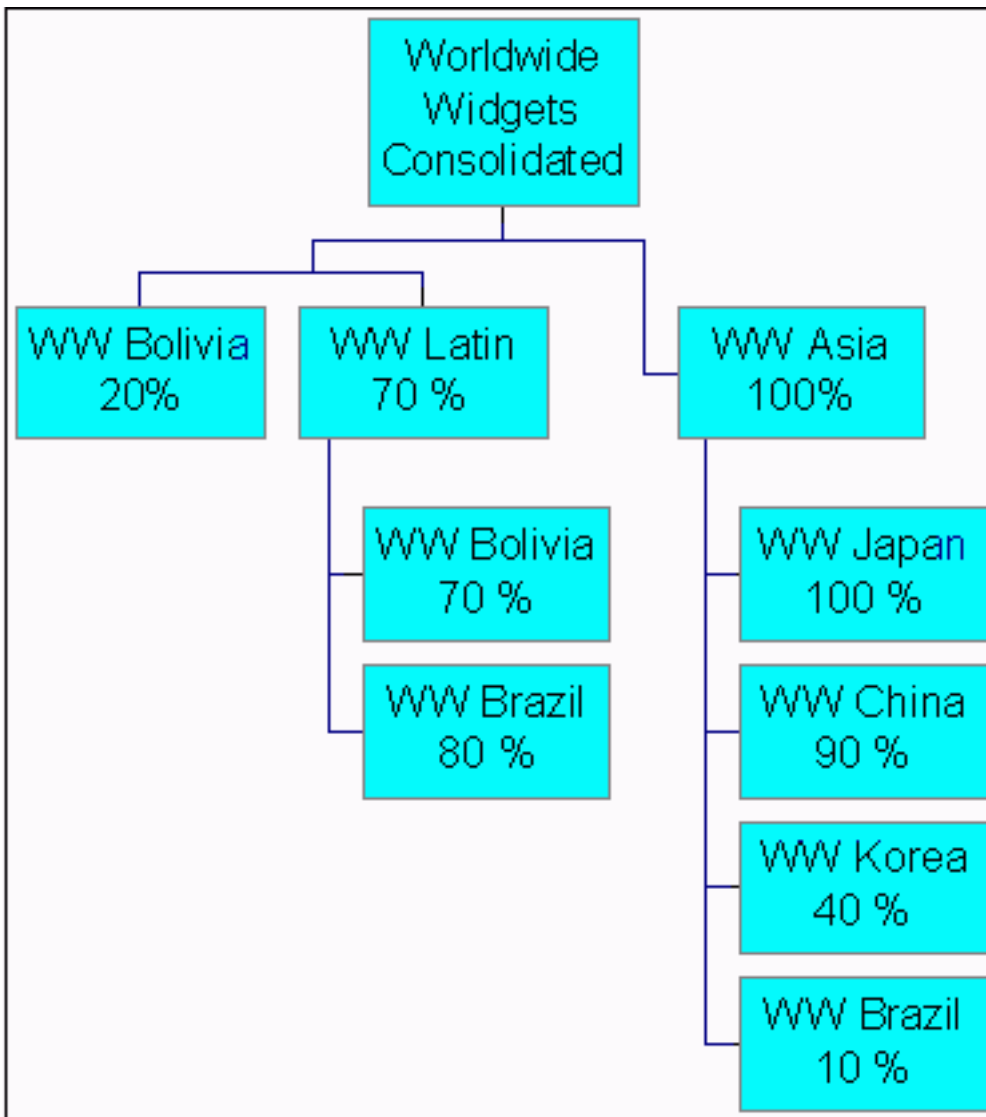 Worldwide
Widgets
Consolidated
WW Bolivia
20%
WW Latin
70 %
WW Asia
100%
WW Bolivia
70 %
WW Brazil
80 %
WW Japan
100 %
WW China
90 %
WW Korea
40 %
WW Brazil
10 %